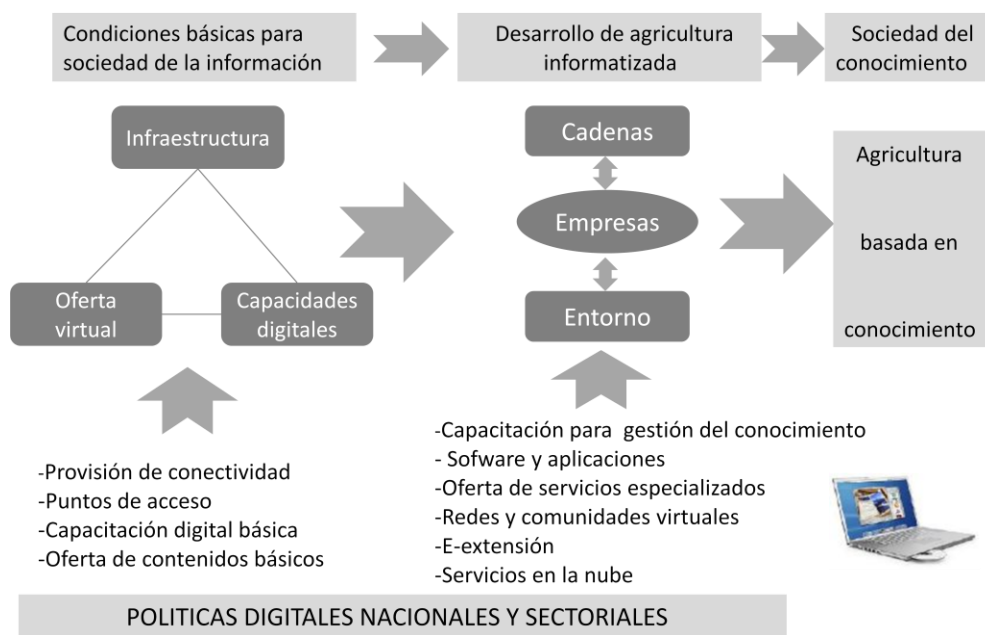 Condiciones básicas para
sociedad de la información
Desarrollo de agricultura
informatizada
Sociedad del
conocimiento
Infraestructura
Oferta
virtual
Capacidades
digitales
Cadenas
Empresas
Entorno
Agricultura
basada en
conocimiento
-Provisión de conectividad
-Puntos de acceso
-Capacitación digital básica
-Oferta de contenidos básicos
-Capacitación para gestión del conocimiento
- Sofware y aplicaciones
-Oferta de servicios especializados
-Redes y comunidades virtuales
-E-extensión
-Servicios en la nube
POLITICAS DIGITALES NACIONALES Y SECTORIALES